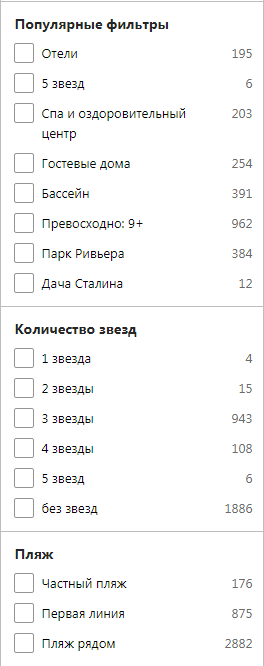 Популярные фильтры
Отели 195
5 звезд 6
Спа и оздоровительный 203
центр
Гостевые дома 254
Бассейн 391
Превосходно: 9+ 962
Парк Ривьера 384
Дача Сталина 12
Количество звезд
1 звезда 4
2 звезды 15
3 звезды 943
4 звезды 108
5 звезд 6
без звезд 1886
Пляж
Частный пляж 176
Первая линия 875
Пляж рядом 2882